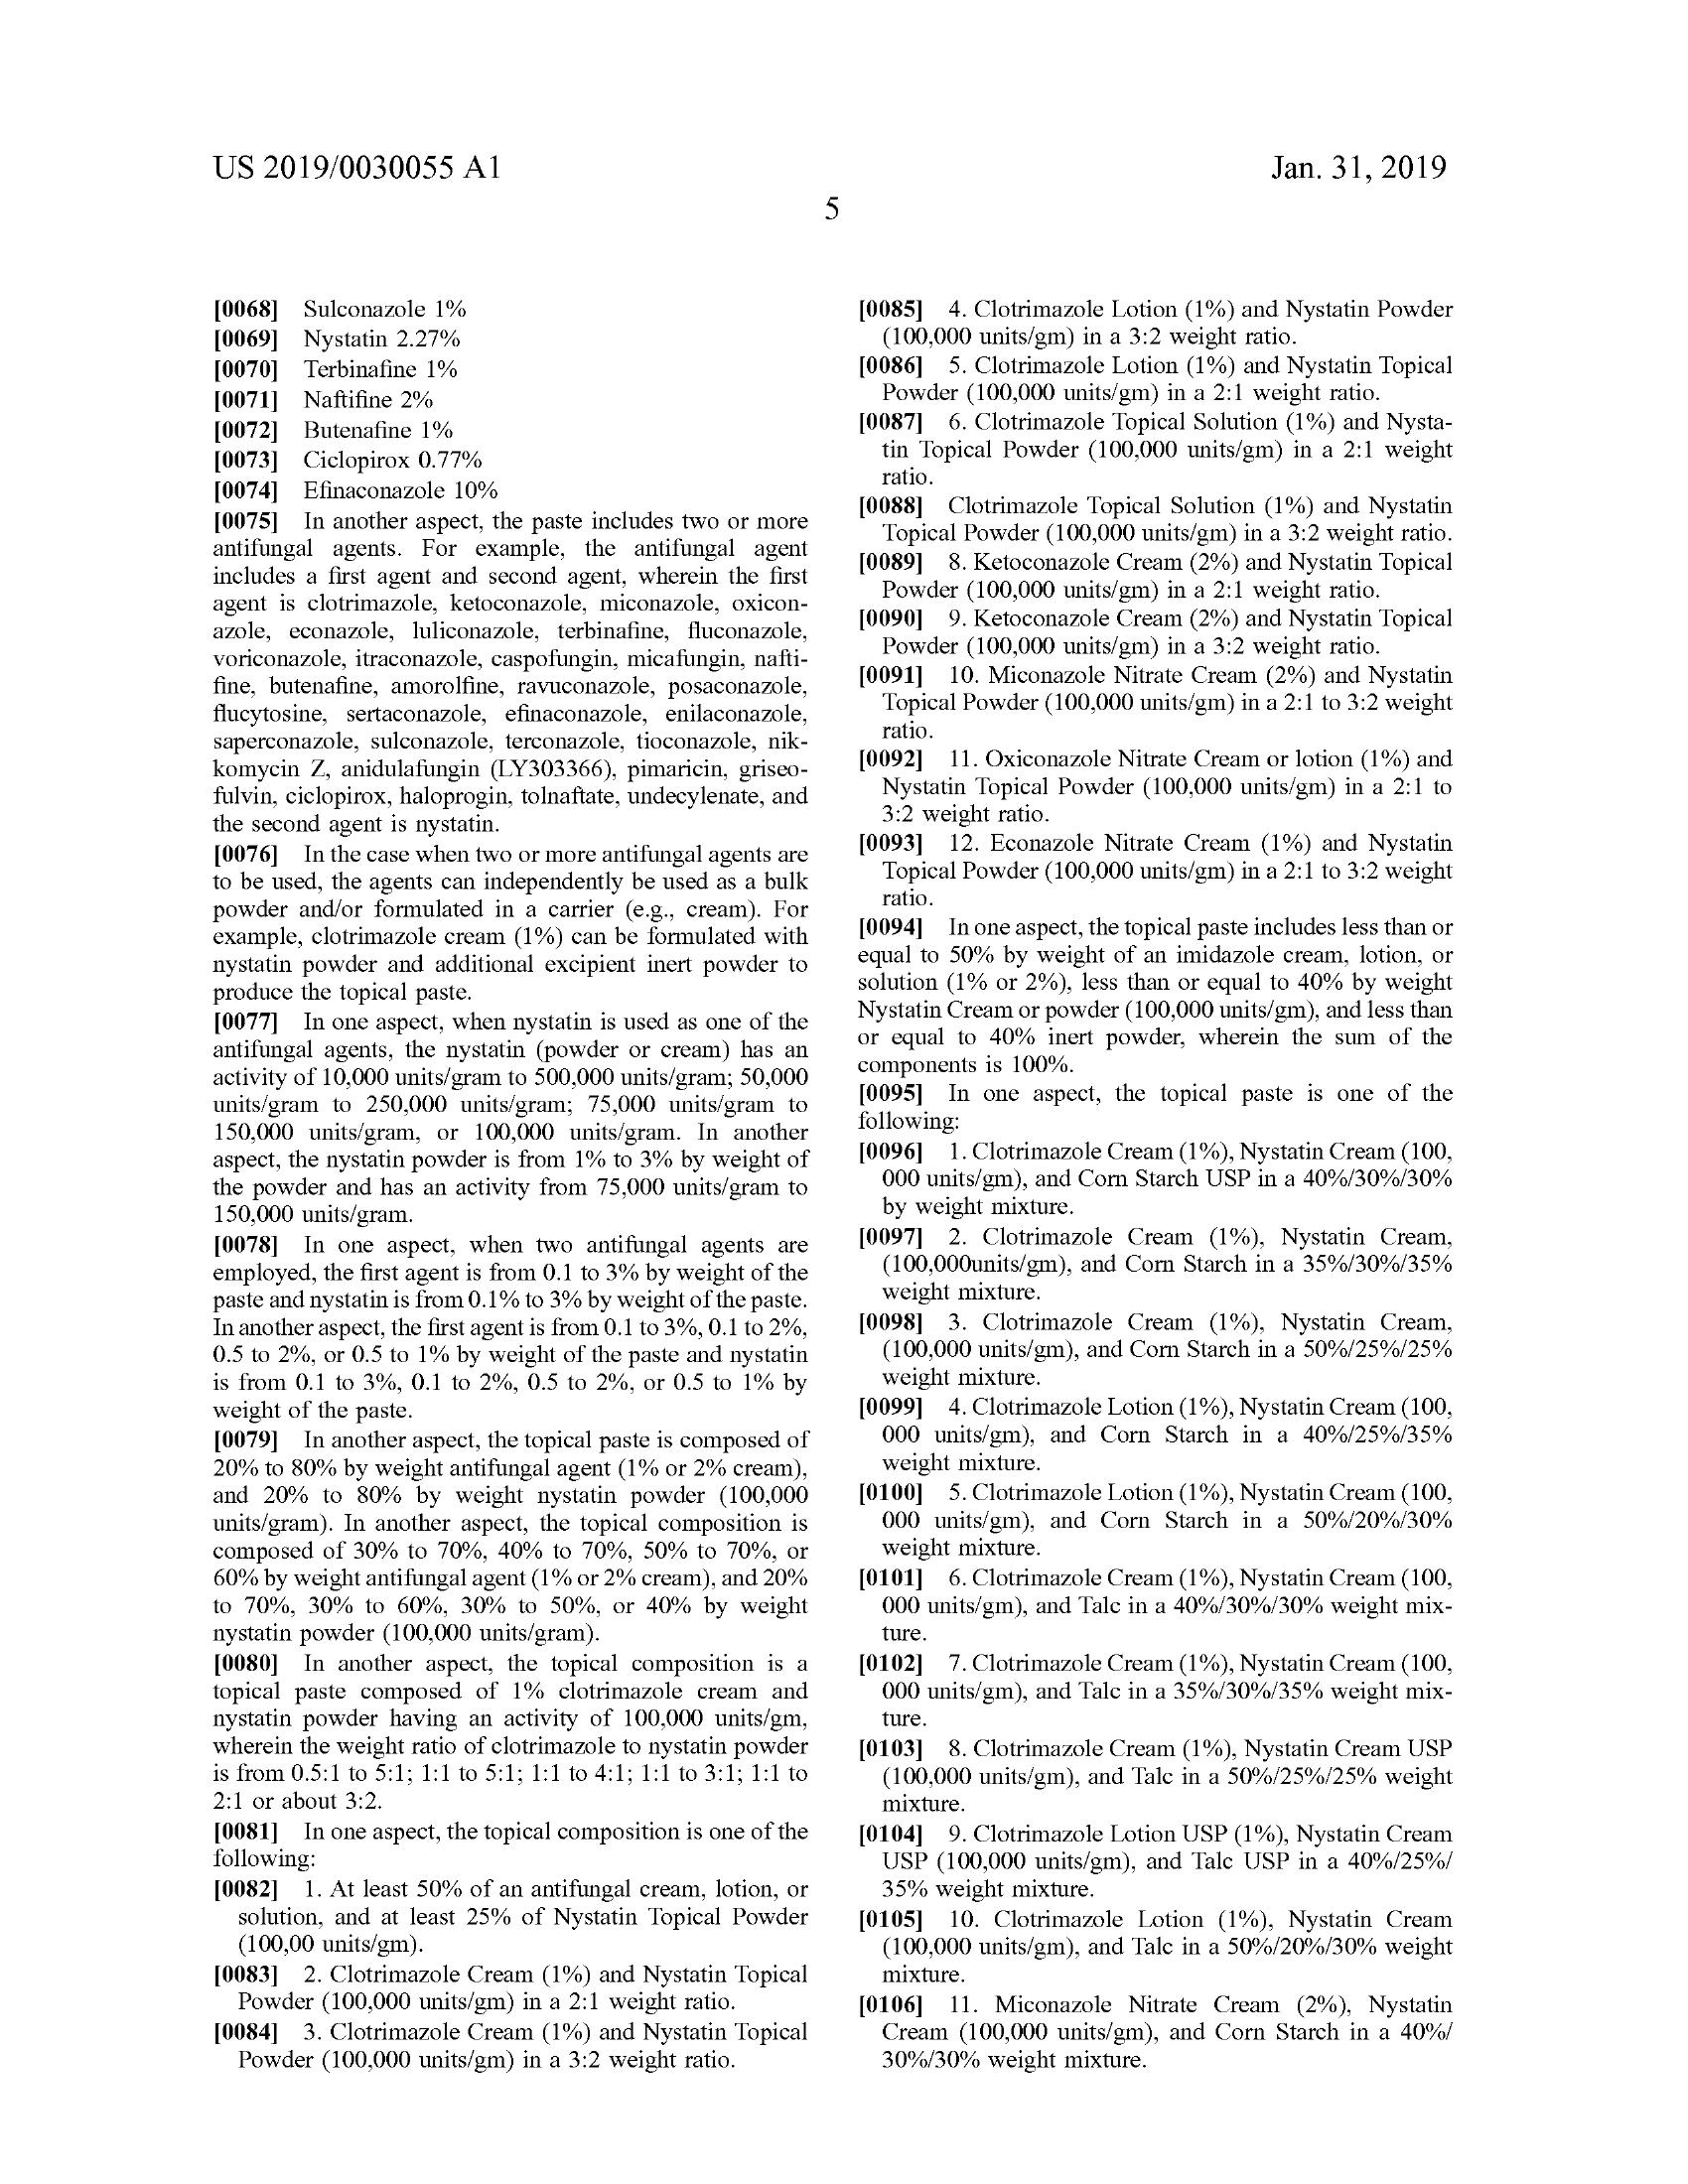 US 2019/0030055 A1
Jan. 31, 2019
5
[0068] Sulconazole 1%
[0069] Nystatin 2.27%
[0070] Terbinafine 1%
[0071] Naftifine 2%
[0072] Butenafine 1%
[0073] Ciclopirox 0.77%
[0074] Efinaconazole 10%
[0075] In another aspect, the paste includes two or more
antifungal agents. For example, the antifungal agent
includes a first agent and second agent, wherein the first
agent is clotrimazole, ketoconazole, miconazole, oxicon-
azole, econazole, luliconazole, terbinafine, fluconazole,
voriconazole, itraconazole, caspofungin, micafungin, nafti-
fine, butenafine, amorolfine, ravuconazole, posaconazole,
flucytosine, sertaconazole, efinaconazole, enilaconazole,
saperconazole, sulconazole, terconazole, tioconazole, nik-
komycin Z, anidulafungin (LY303366), pimaricin, griseo-
fulvin, ciclopirox, haloprogin, tolnaftate, undecylenate, and
the second agent is nystatin.
[0076] In the case when two or more antifungal agents are
to be used, the agents can independently be used as a bulk
powder and/or formulated in a carrier (e.g., cream). For
example, clotrimazole cream (1%) can be formulated with
nystatin powder and additional excipient inert powder to
produce the topical paste.
[0077] In one aspect, when nystatin is used as one of the
antifungal agents, the nystatin (powder or cream) has an
activity of 10,000 units/gram to 500,000 units/gram; 50,000
units/gram to 250,000 units/gram; 75,000 units/gram to
150,000 units/gram, or 100,000 units/gram. In another
aspect, the nystatin powder is from 1% to 3% by weight of
the powder and has an activity from 75,000 units/gram to
150,000 units/gram.
[0078] In one aspect, when two antifungal agents are
employed, the first agent is from 0.1 to 3% by weight of the
paste and nystatin is from 0.1% to 3% by weight of the paste.
In another aspect, the first agent is from 0.1 to 3%, 0.1 to 2%,
0.5 to 2%, or 0.5 to 1% by weight of the paste and nystatin
is from 0.1 to 3%, 0.1 to 2%, 0.5 to 2%, or 0.5 to 1% by
weight of the paste.
[0079] In another aspect, the topical paste is composed of
20% to 80% by weight antifungal agent (1% or 2% cream),
and 20% to 80% by weight nystatin powder (100,000
units/gram). In another aspect, the topical composition is
composed of 30% to 70%, 40% to 70%, 50% to 70%, or
60% by weight antifungal agent (1% or 2% cream), and 20%
to 70%, 30% to 60%, 30% to 50%, or 40% by weight
nystatin powder (100,000 units/gram).
[0080] In another aspect, the topical composition is a
topical paste composed of 1% clotrimazole cream and
nystatin powder having an activity of 100,000 units/gm,
wherein the weight ratio of clotrimazole to nystatin powder
is from 0.5:1 to 5:1; 1:1 to 5:1; 1:1 to 4:1; 1:1 to 3:1; 1:1 to
2:1 or about 3:2.
[0081] In one aspect, the topical composition is one of the
following:
[0082] 1. At least 50% of an antifungal cream, lotion, or
solution, and at least 25% of Nystatin Topical Powder
(100,00 units/gm).
[0083] 2. Clotrimazole Cream (1%) and Nystatin Topical
Powder (100,000 units/gm) in a 2:1 weight ratio.
[0084] 3. Clotrimazole Cream (1%) and Nystatin Topical
Powder (100,000 units/gm) in a 3:2 weight ratio.
[0085] 4. Clotrimazole Lotion (1%) and Nystatin Powder
(100,000 units/gm) in a 3:2 weight ratio.
[0086] 5. Clotrimazole Lotion (1%) and Nystatin Topical
Powder (100,000 units/gm) in a 2:1 weight ratio.
[0087] 6. Clotrimazole Topical Solution (1%) and Nysta-
tin Topical Powder (100,000 units/gm) in a 2:1 weight
ratio.
[0088] Clotrimazole Topical Solution (1%) and Nystatin
Topical Powder (100,000 units/gm) in a 3:2 weight ratio.
[0089] 8. Ketoconazole Cream (2%) and Nystatin Topical
Powder (100,000 units/gm) in a 2:1 weight ratio.
[0090] 9. Ketoconazole Cream (2%) and Nystatin Topical
Powder (100,000 units/gm) in a 3:2 weight ratio.
[0091] 10. Miconazole Nitrate Cream (2%) and Nystatin
Topical Powder (100,000 units/gm) in a 2:1 to 3:2 weight
ratio.
[0092] 11. Oxiconazole Nitrate Cream or lotion (1%) and
Nystatin Topical Powder (100,000 units/gm) in a 2:1 to
3:2 weight ratio.
[0093] 12. Econazole Nitrate Cream (1%) and Nystatin
Topical Powder (100,000 units/gm) in a 2:1 to 3:2 weight
ratio.
[0094] In one aspect, the topical paste includes less than or
equal to 50% by weight of an imidazole cream, lotion, or
solution (1% or 2%), less than or equal to 40% by weight
Nystatin Cream or powder (100,000 units/gm), and less than
or equal to 40% inert powder, wherein the sum of the
components is 100%.
[0095] In one aspect, the topical paste is one of the
following:
[0096] 1. Clotrimazole Cream (1%), Nystatin Cream (100,
000 units/gm), and Corn Starch USP in a 40%/30%/30%
by weight mixture.
[0097] 2. Clotrimazole Cream (1%), Nystatin Cream,
(100,000units/gm), and Corn Starch in a 35%/30%/35%
weight mixture.
[0098] 3. Clotrimazole Cream (1%), Nystatin Cream,
(100,000 units/gm), and Corn Starch in a 50%/25%/25%
weight mixture.
[0099] 4. Clotrimazole Lotion (1%), Nystatin Cream (100,
000 units/gm), and Corn Starch in a 40%/25%/35%
weight mixture.
[0100] 5. Clotrimazole Lotion (1%), Nystatin Cream (100,
000 units/gm), and Corn Starch in a 50%/20%/30%
weight mixture.
[0101] 6. Clotrimazole Cream (1%), Nystatin Cream (100,
000 units/gm), and Talc in a 40%/30%/30% weight mix-
ture.
[0102] 7. Clotrimazole Cream (1%), Nystatin Cream (100,
000 units/gm), and Talc in a 35%/30%/35% weight mix-
ture.
[0103] 8. Clotrimazole Cream (1%), Nystatin Cream USP
(100,000 units/gm), and Talc in a 50%/25%/25% weight
mixture.
[0104] 9. Clotrimazole Lotion USP (1%), Nystatin Cream
USP (100,000 units/gm), and Talc USP in a 40%/25%/
35% weight mixture.
[0105] 10. Clotrimazole Lotion (1%), Nystatin Cream
(100,000 units/gm), and Talc in a 50%/20%/30% weight
mixture.
[0106] 11. Miconazole Nitrate Cream (2%), Nystatin
Cream (100,000 units/gm), and Corn Starch in a 40%/
30%/30% weight mixture.